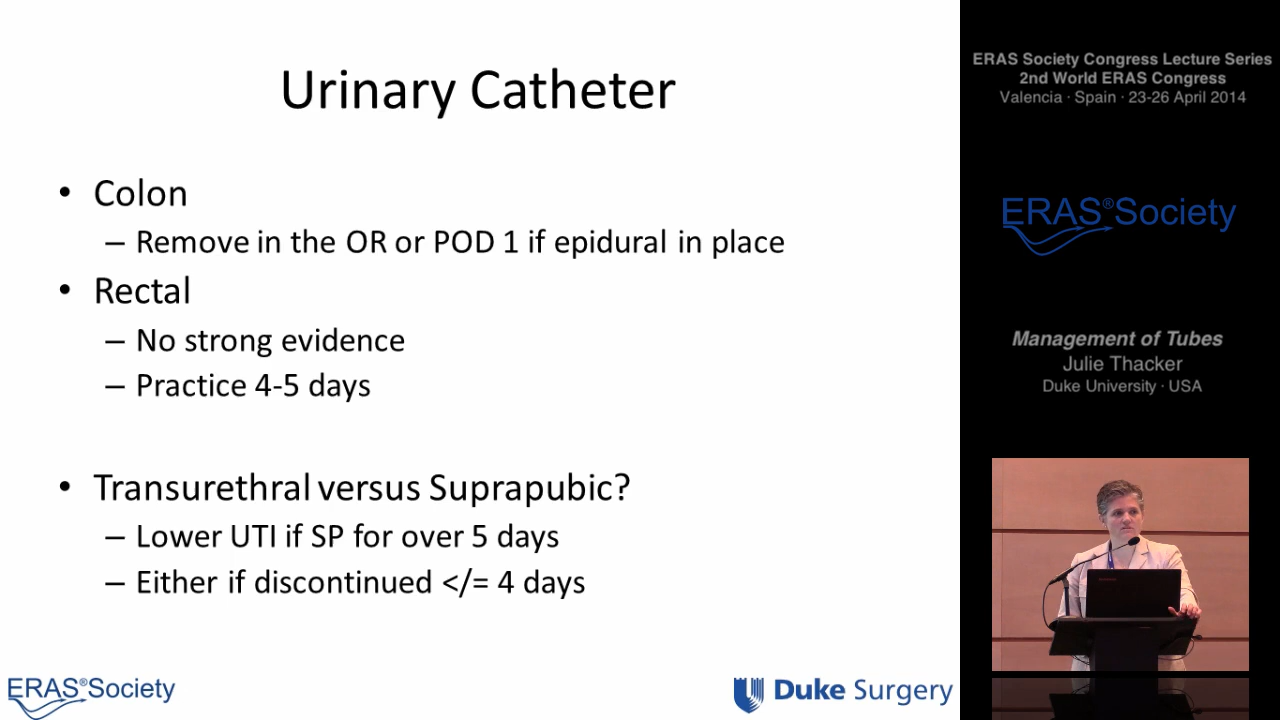 Urinary Catheter
• Colon
– Remove in the OR or POD 1 if epidural in place
• Rectal
– No strong evidence
– Practice 4-5 days
• Transurethral versus Suprapubic?
– Lower UTI if SP for over 5 days
– Either if discontinued </= 4 days
ERAS®Society
Duke Surgery
ERAS Society Congress Lecture Series
2nd World ERAS Congress
Valencia · Spain · 23-26 April 2014
ERAS®Society
Management of Tubes
Julie Thacker
Duke University · USA